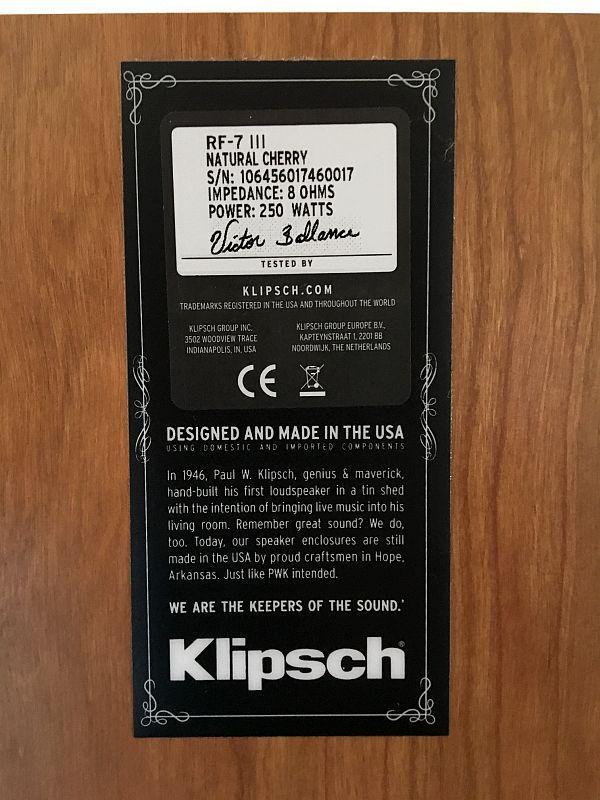 RF-7 III
NATURAL CHERRY
S/N: 106456017460017
IMPEDANCE: 8 OHMS
POWER: 250 WATTS
Victor Ballance
TESTED BY
KLIPSCH.COM
TRADEMARKS REGISTERED IN THE USA AND THROUGHOUT THE WORLD
KLIPSCH GROUP INC.
3502 WOODVIEW TRACE
INDIANAPOLIS, IN, USA
KLIPSCH GROUP EUROPE B.V.,
KAPTEYNSTRAAT 1, 2201 BB
NOORDWIJK, THE NETHERLANDS
CE
DESIGNED AND MADE IN THE USA
USING DOMESTIC AND IMPORTED COMPONENTS
In 1946, Paul W. Klipsch, genius & maverick,
hand-built his first loudspeaker in a tin shed
with the intention of bringing live music into his
living room. Remember great sound? We do,
too. Today, our speaker enclosures are still
made in the USA by proud craftsmen in Hope,
Arkansas. Just like PWK intended.
WE ARE THE KEEPERS OF THE SOUND.®
Klipsch®